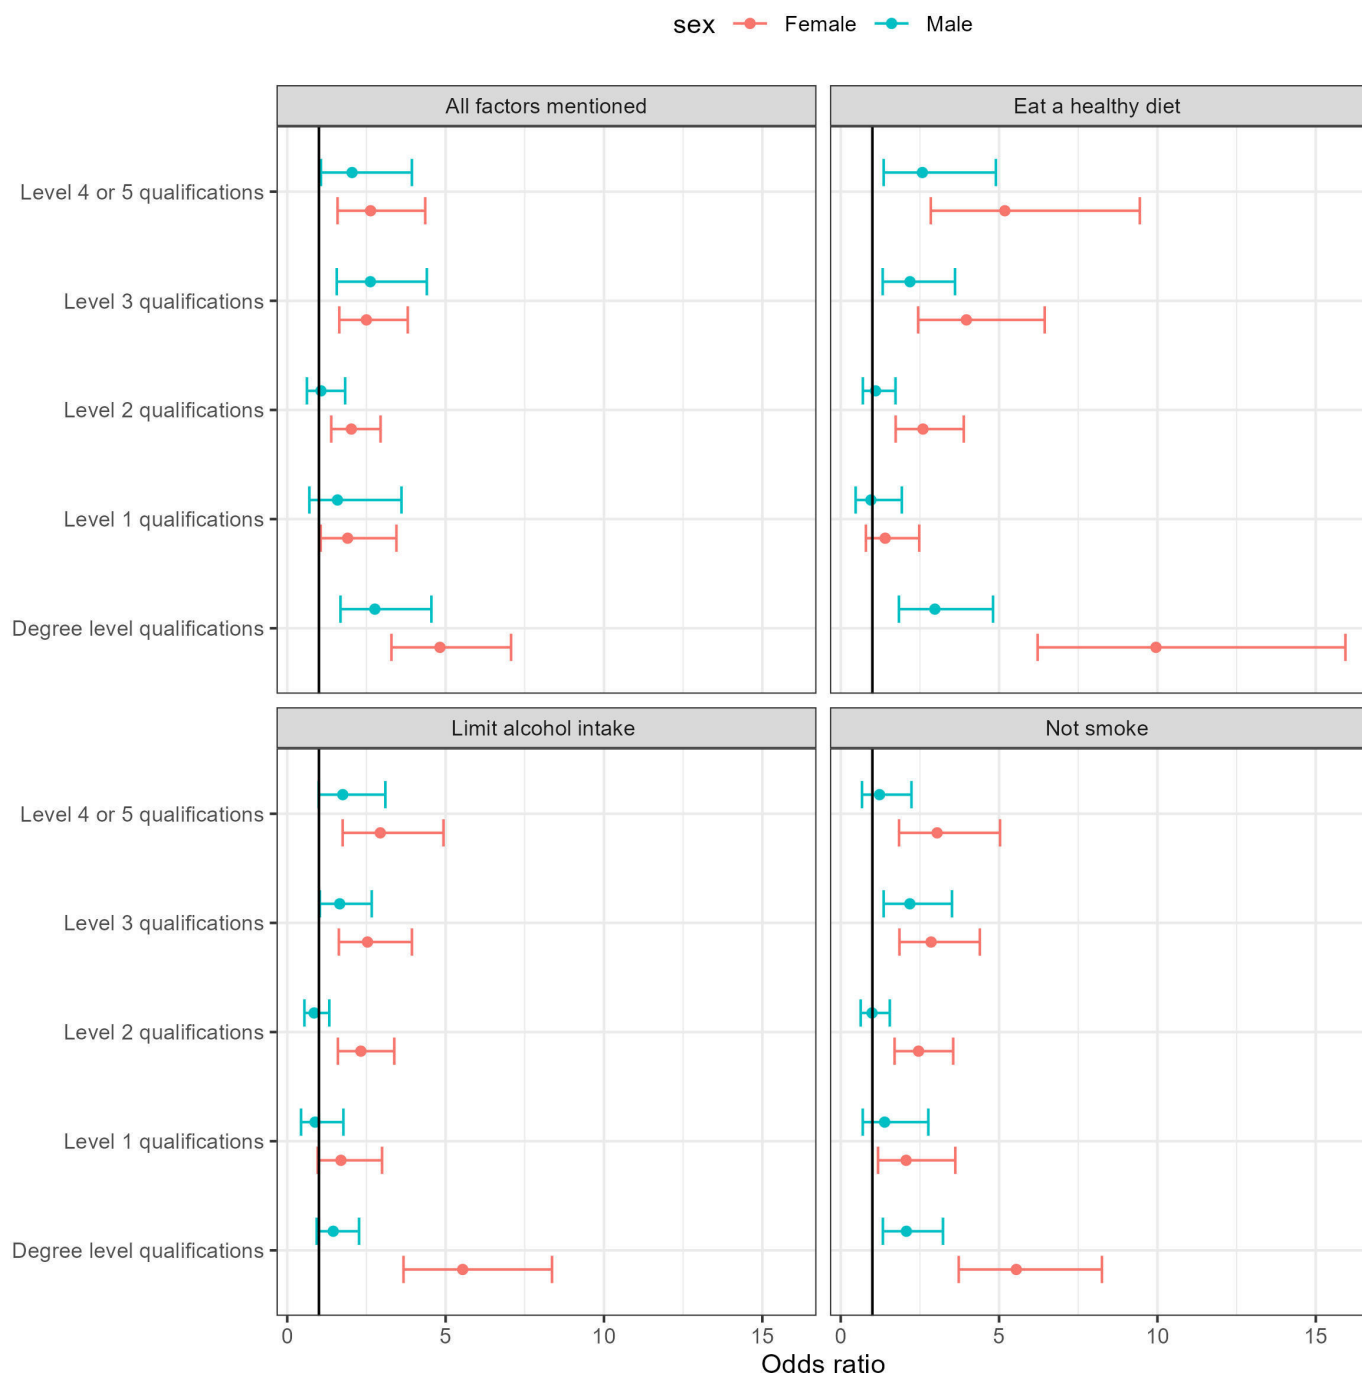 sex Female Male
All factors mentioned
Eat a healthy diet
Level 4 or 5 qualifications
Level 3 qualifications
Level 2 qualifications
Level 1 qualifications
Degree level qualifications
Limit alcohol intake
Not smoke
Level 4 or 5 qualifications
Level 3 qualifications
Level 2 qualifications
Level 1 qualifications
Degree level qualifications
0 5 10 15
0 5 10 15
Odds ratio